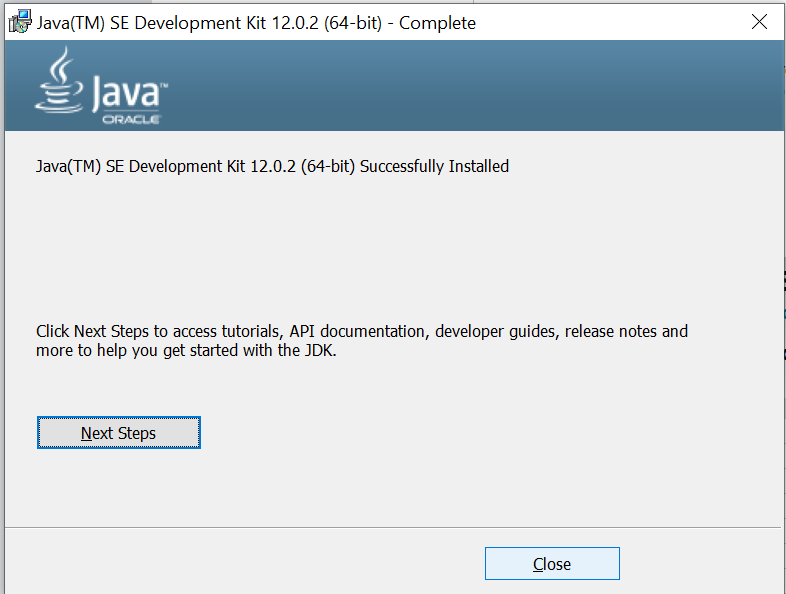 Java(TM) SE Development Kit 12.0.2 (64-bit) - Complete
Java™
ORACLE
Java(TM) SE Development Kit 12.0.2 (64-bit) Successfully Installed
Click Next Steps to access tutorials, API documentation, developer guides, release notes and
more to help you get started with the JDK.
Next Steps
Close